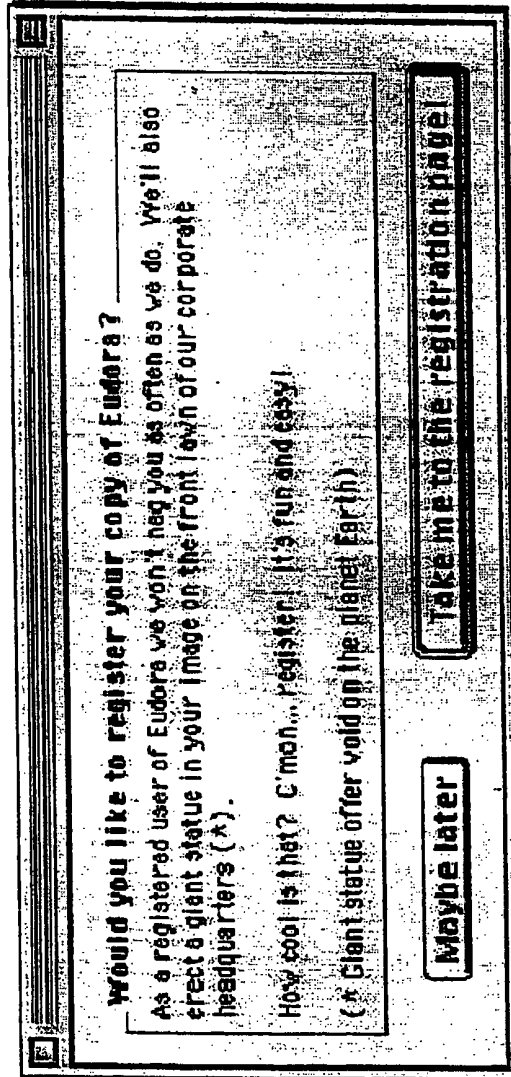 Would you like to register your copy of Eudora?
As a registered user of Eudora we won't nag you as often as we do. We'll also
erect a giant statue in your image on the front lawn of our corporate
headquarters (*).
How cool is that? C'mon... register! It's fun and easy!
(* Giant statue offer void on the planet Earth)
Maybe later
Take me to the registration page!